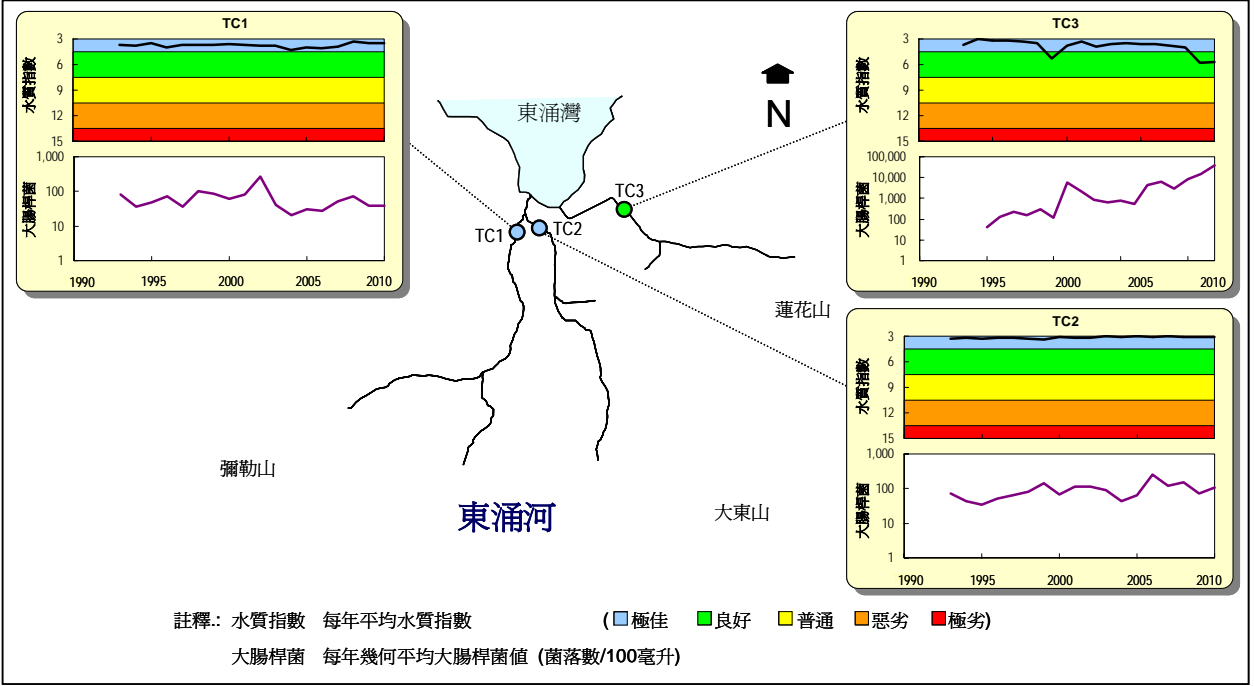 TC1
水質指數
3
6
9
12
15
大腸桿菌
1,000
100
10
1
1990 1995 2000 2005 2010
TC3
水質指數
3
6
9
12
15
大腸桿菌
100,000
10,000
1,000
100
10
1
1990 1995 2000 2005 2010
東涌灣
N
TC3
TC1
TC2
蓮花山
彌勒山
東涌河
大東山
TC2
水質指數
3
6
9
12
15
大腸桿菌
1,000
100
10
1
1990 1995 2000 2005 2010
註釋.: 水質指數 每年平均水質指數 ( 極佳 良好 普通 惡劣 極劣)
大腸桿菌 每年幾何平均大腸桿菌值 (菌落數/100毫升)